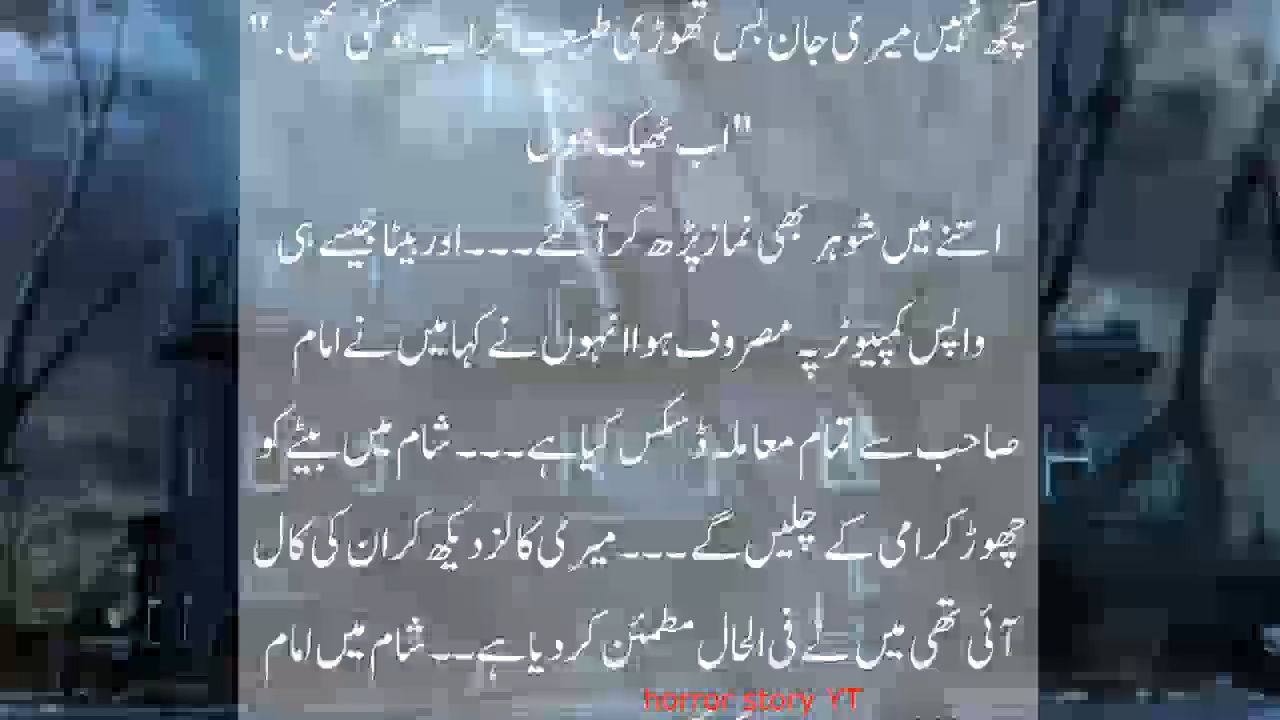 کچھ نہیں میری جان بس تھوڑی طبیعت خراب ہو گئی تھی."
"اب ٹھیک ہوں
اتنے میں شوہر بھی نماز پڑھ کر آ گئے۔۔۔اور بیٹا جیسے ہی
واپس کمپیوٹر پہ مصروف ہوا انہوں نے کہا میں نے امام
صاحب سے تمام معاملہ ڈسکس کیا ہے۔۔۔شام میں بیٹے کو
چھوڑ کر امی کے چلیں گے۔۔۔میری کالز دیکھ کر ان کی کال
آئی تھی میں نے فی الحال مطمئن کر دیا ہے۔۔شام میں امام
horror story YT